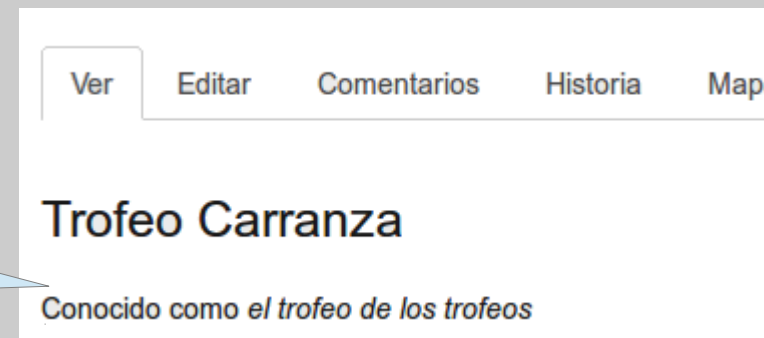 Ver Editar Comentarios Historia Map
Trofeo Carranza
Conocido como el trofeo de los trofeos